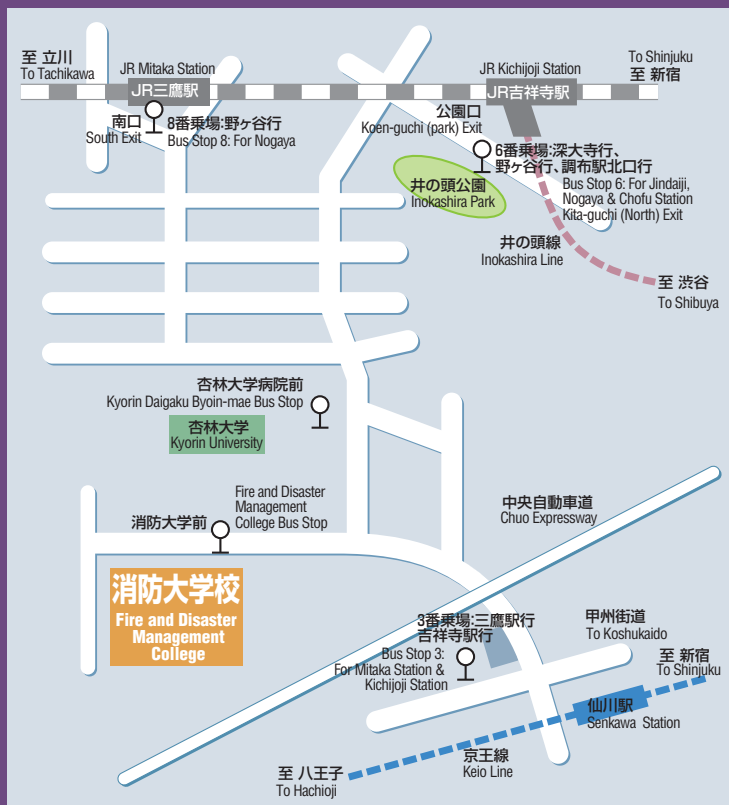 至 立川
To Tachikawa
JR Mitaka Station
JR三鷹駅
JR Kichijoji Station
JR吉祥寺駅
To Shinjuku
至 新宿
南口
South Exit
8番乗場:野ヶ谷行
Bus Stop 8: For Nogaya
公園口
Koen-guchi (park) Exit
6番乗場:深大寺行、
野ヶ谷行、調布駅北口行
Bus Stop 6: For Jindaiji,
Nogaya & Chofu Station
Kita-guchi (North) Exit
井の頭公園
Inokashira Park
井の頭線
Inokashira Line
至 渋谷
To Shibuya
杏林大学病院前
Kyorin Daigaku Byoin-mae Bus Stop
杏林大学
Kyorin University
消防大学前
Fire and Disaster
Management
College Bus Stop
中央自動車道
Chuo Expressway
消防大学校
Fire and Disaster
Management
College
3番乗場:三鷹駅行
吉祥寺駅行
Bus Stop 3:
For Mitaka Station &
Kichijoji Station
甲州街道
To Koshukaido
至 新宿
To Shinjuku
仙川駅
Senkawa Station
京王線
Keio Line
至 八王子
To Hachioji